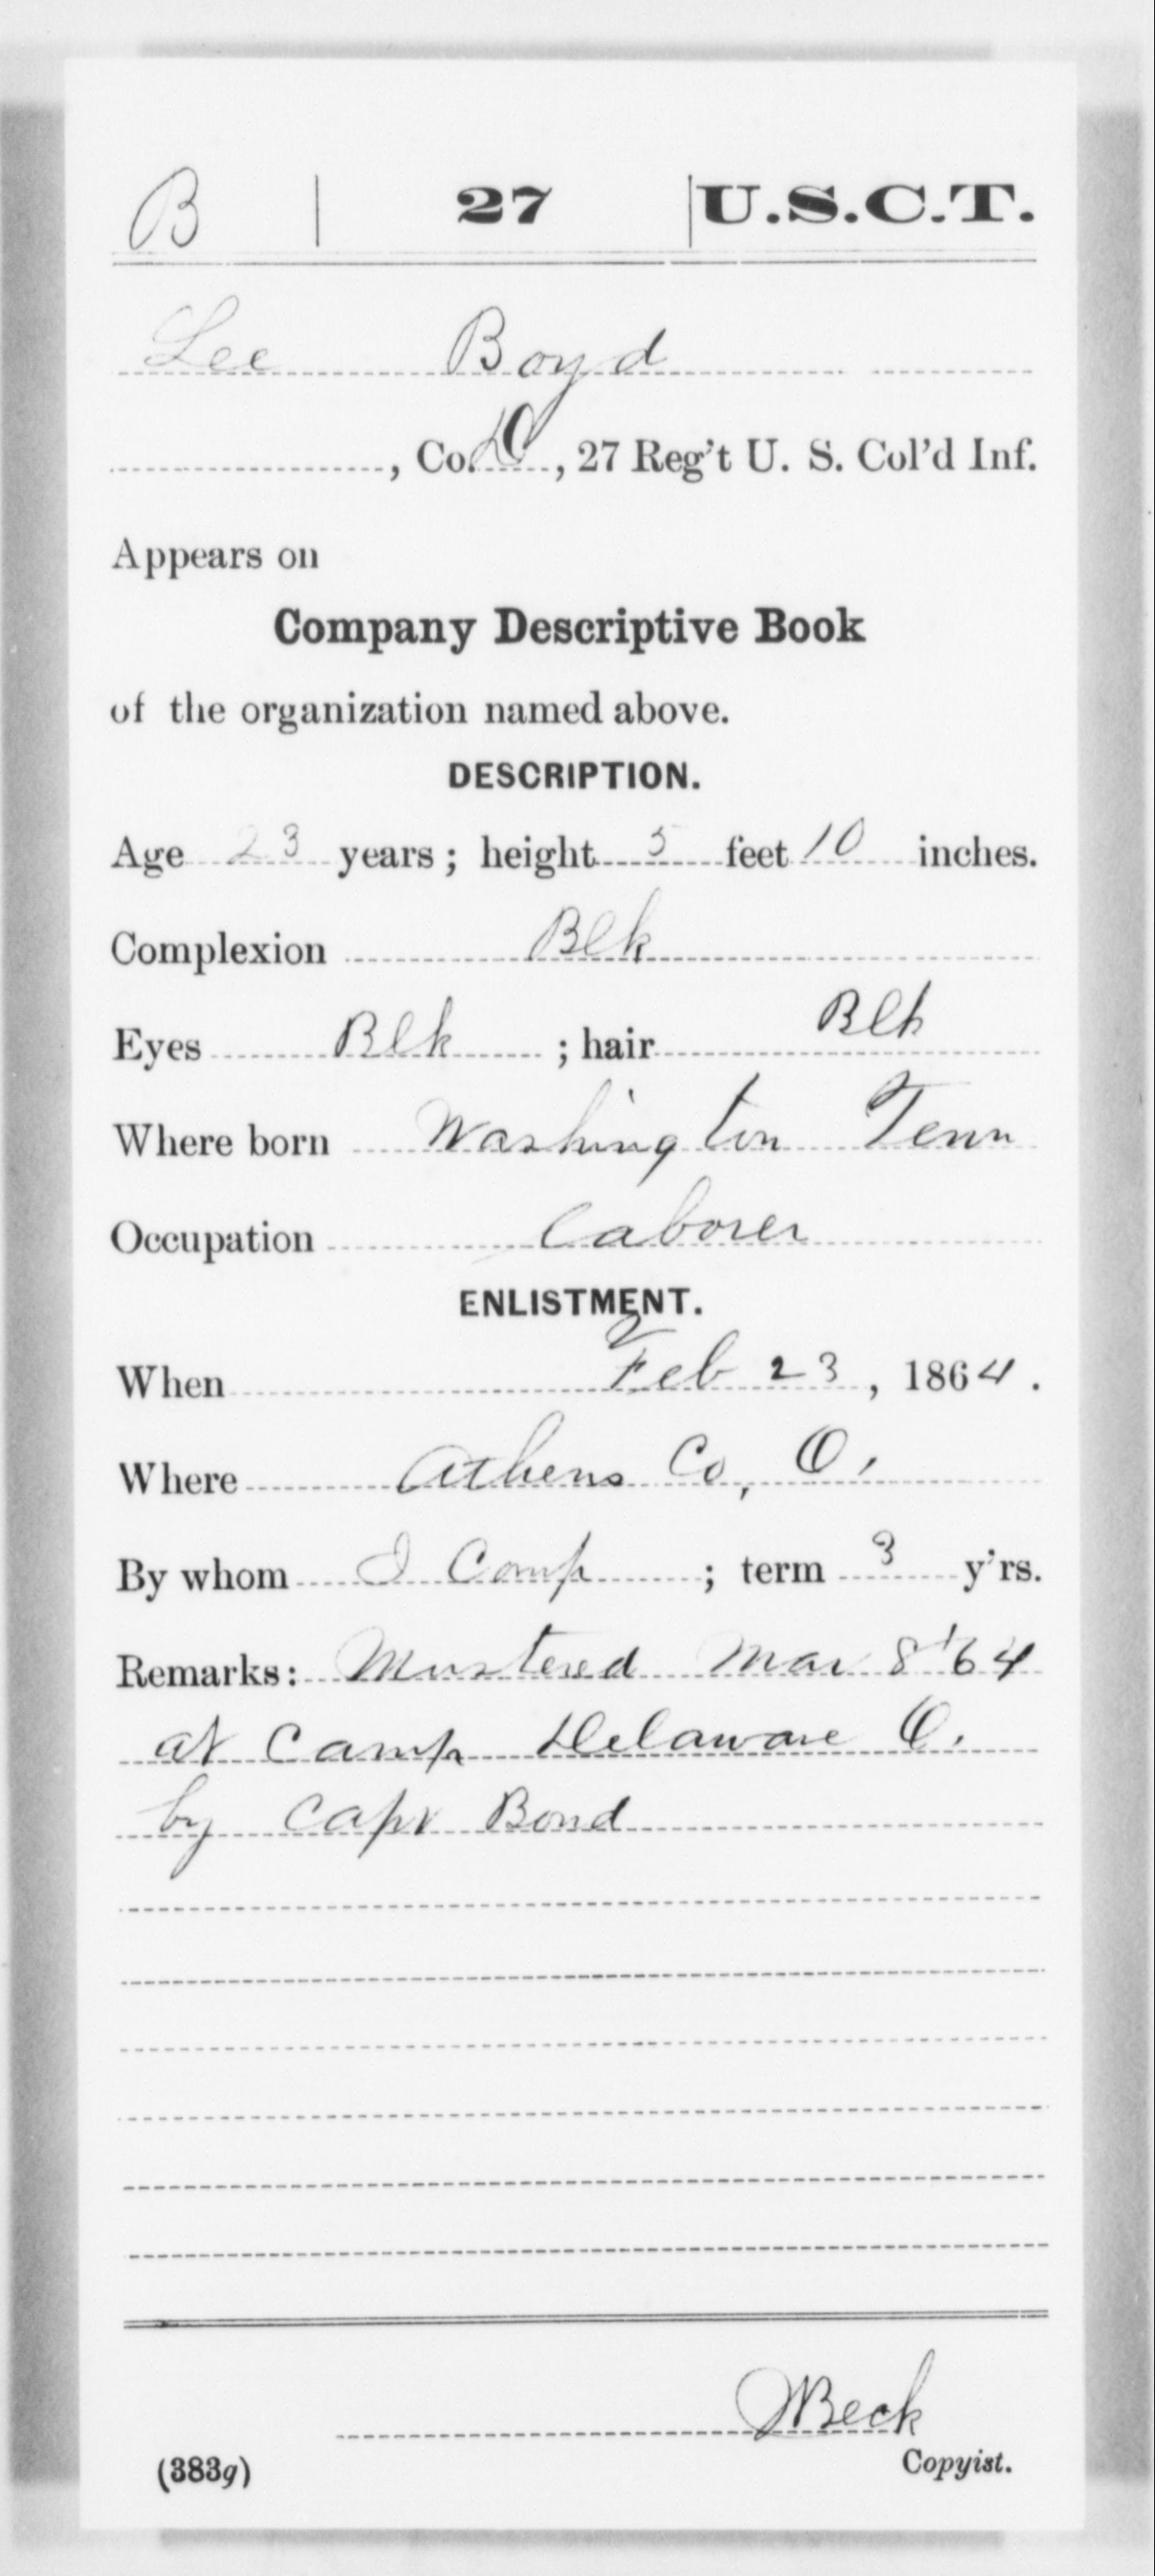 B | 27 | U.S.C.T.
Lee Boyd
, Co. D, 27 Reg't U. S. Col'd Inf.
Appears on
Company Descriptive Book
of the organization named above.
DESCRIPTION.
Age 23 years; height 5 feet 10 inches.
Complexion Blk
Eyes Blk; hair Blk
Where born Washington Tenn
Occupation Laborer
ENLISTMENT.
When Feb 23, 1864.
Where Athens Co, O.
By whom I Comp; term 3 y'rs.
Remarks: Mustered Mar 8 '64
at Camp Delaware O.
by Capt Bond
Beck
(383g) Copyist.